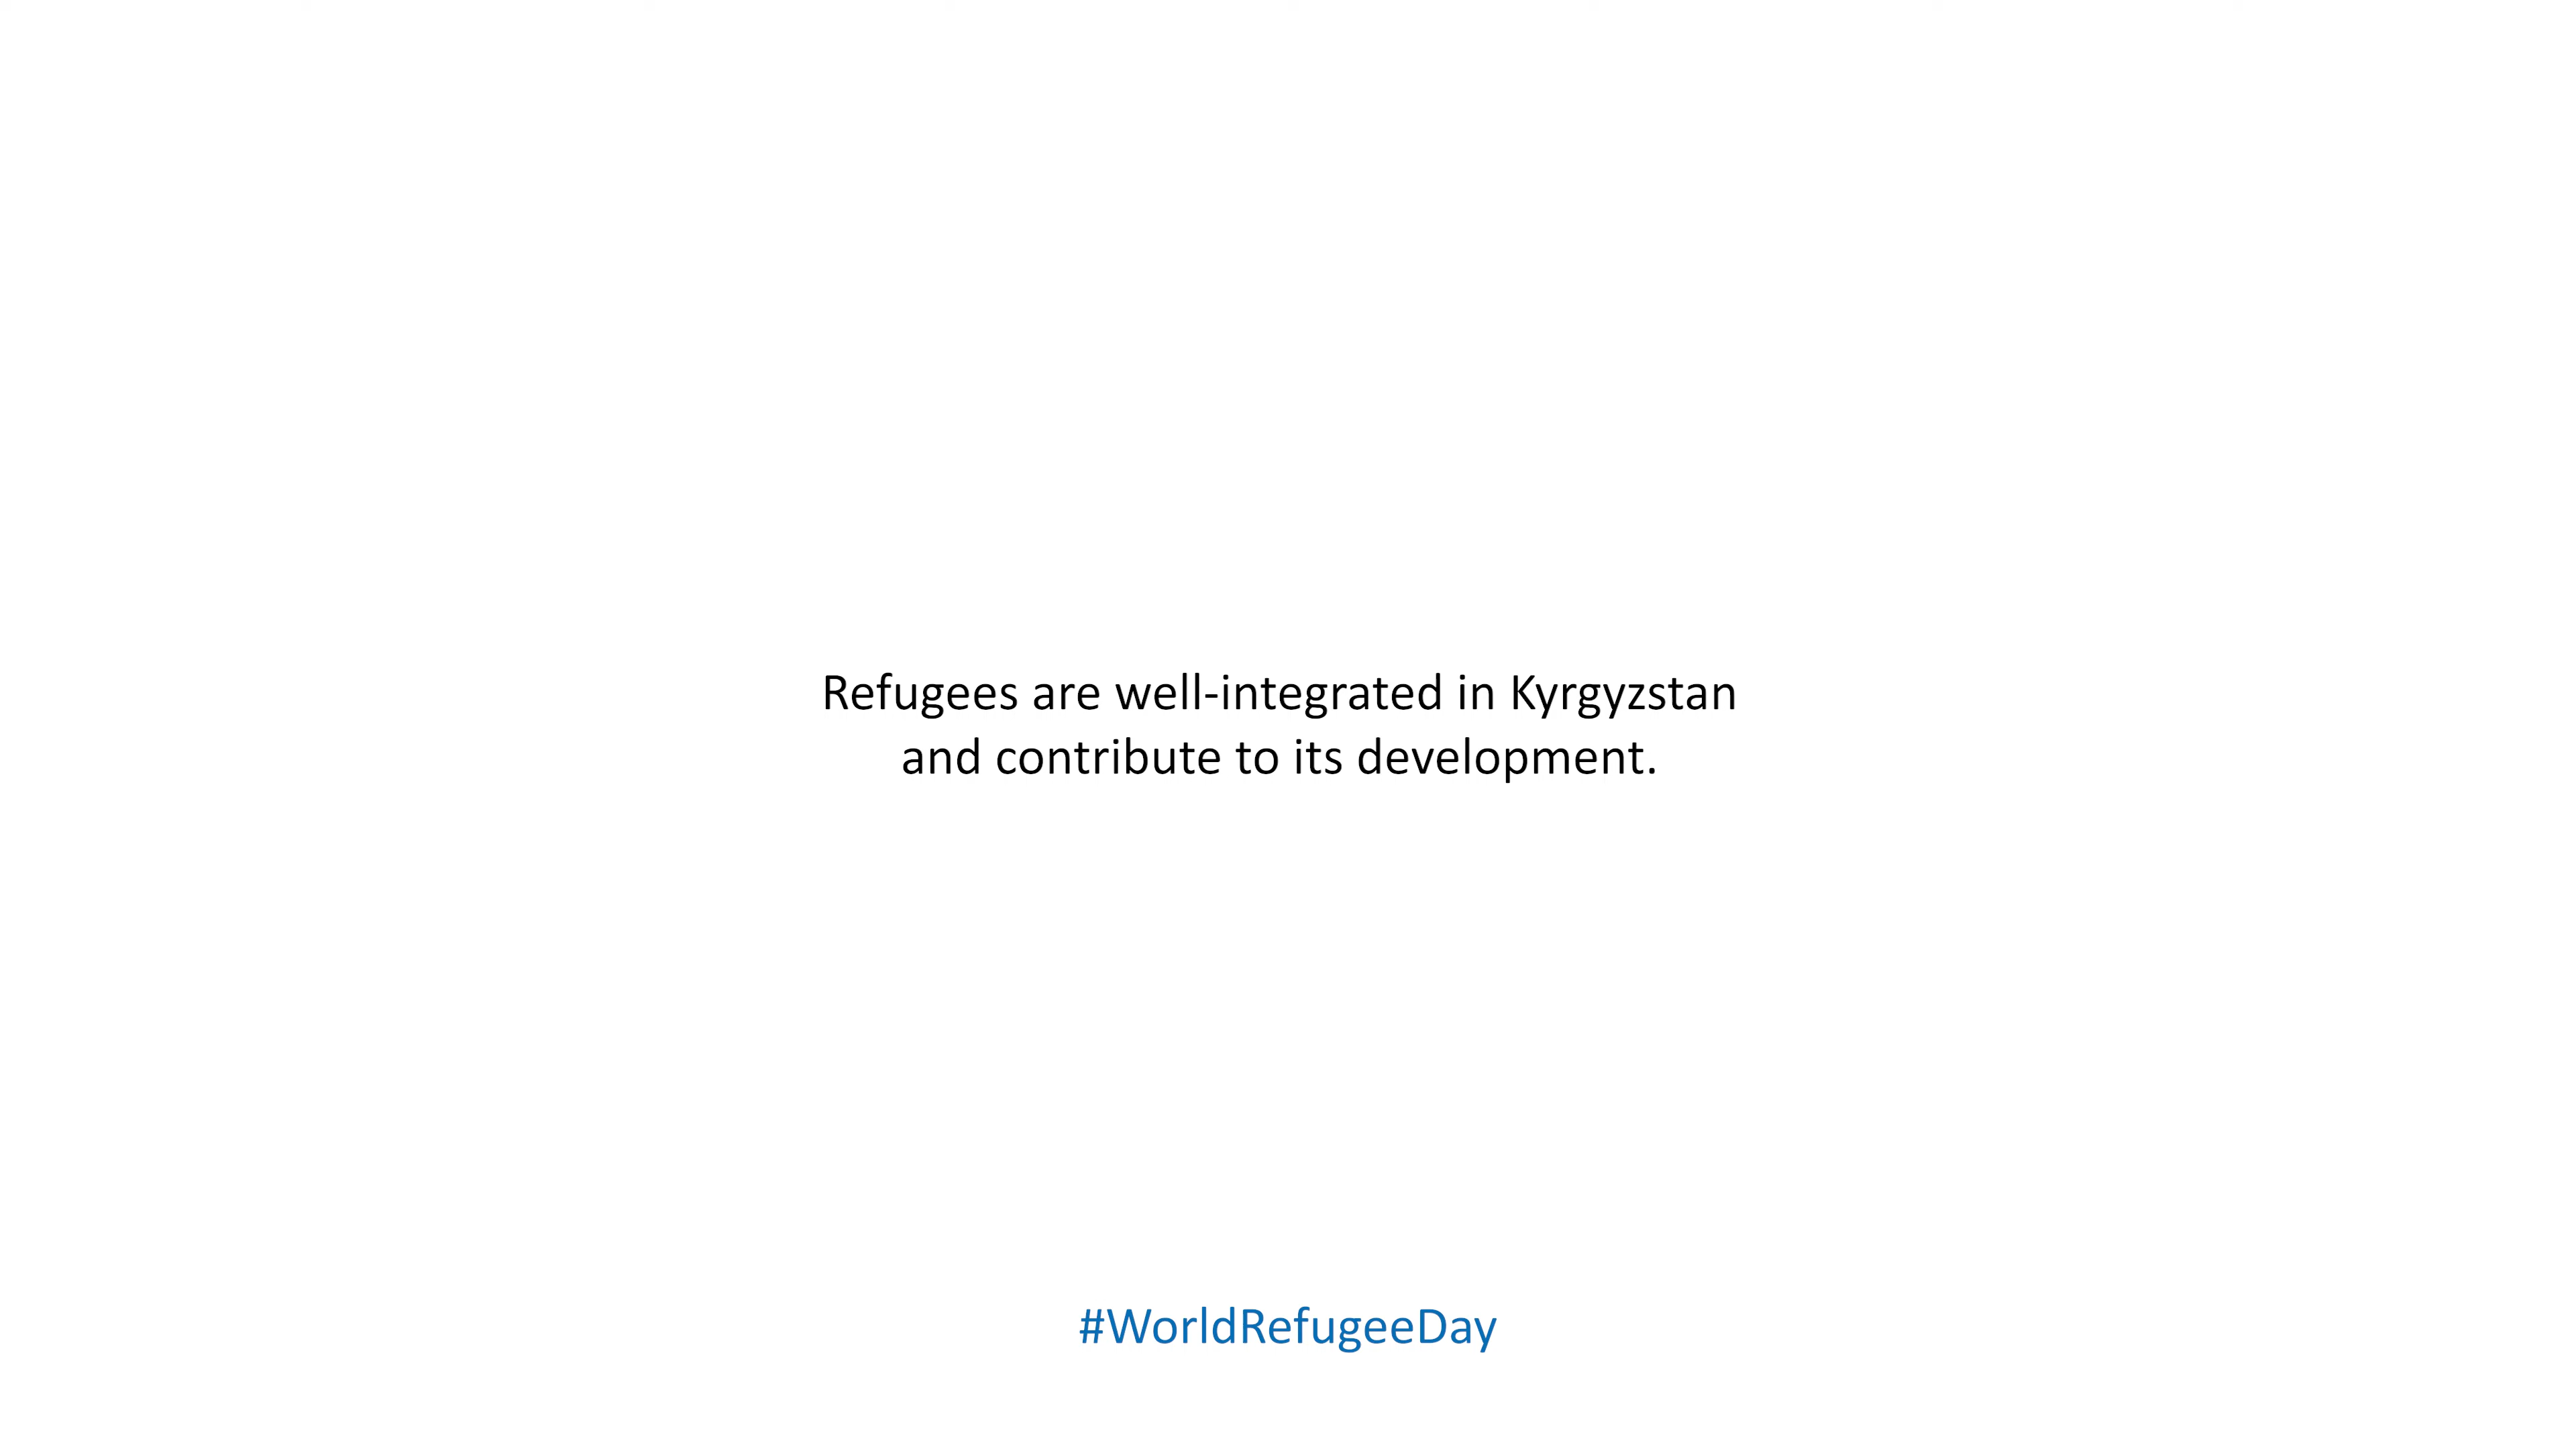 Refugees are well-integrated in Kyrgyzstan
and contribute to its development.
#WorldRefugeeDay